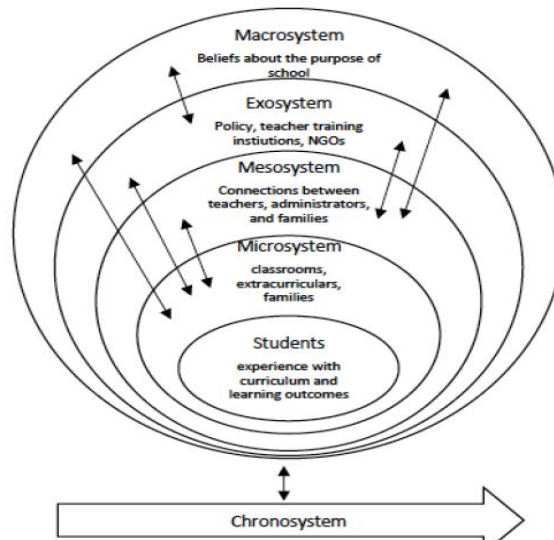 Macrosystem
Beliefs about the purpose of
school
Exosystem
Policy, teacher training
instiutions, NGOs
Mesosystem
Connections between
teachers, administrators,
and families
Microsystem
classrooms,
extracurriculars,
families
Students
experience with
curriculum and
learning outcomes
Chronosystem